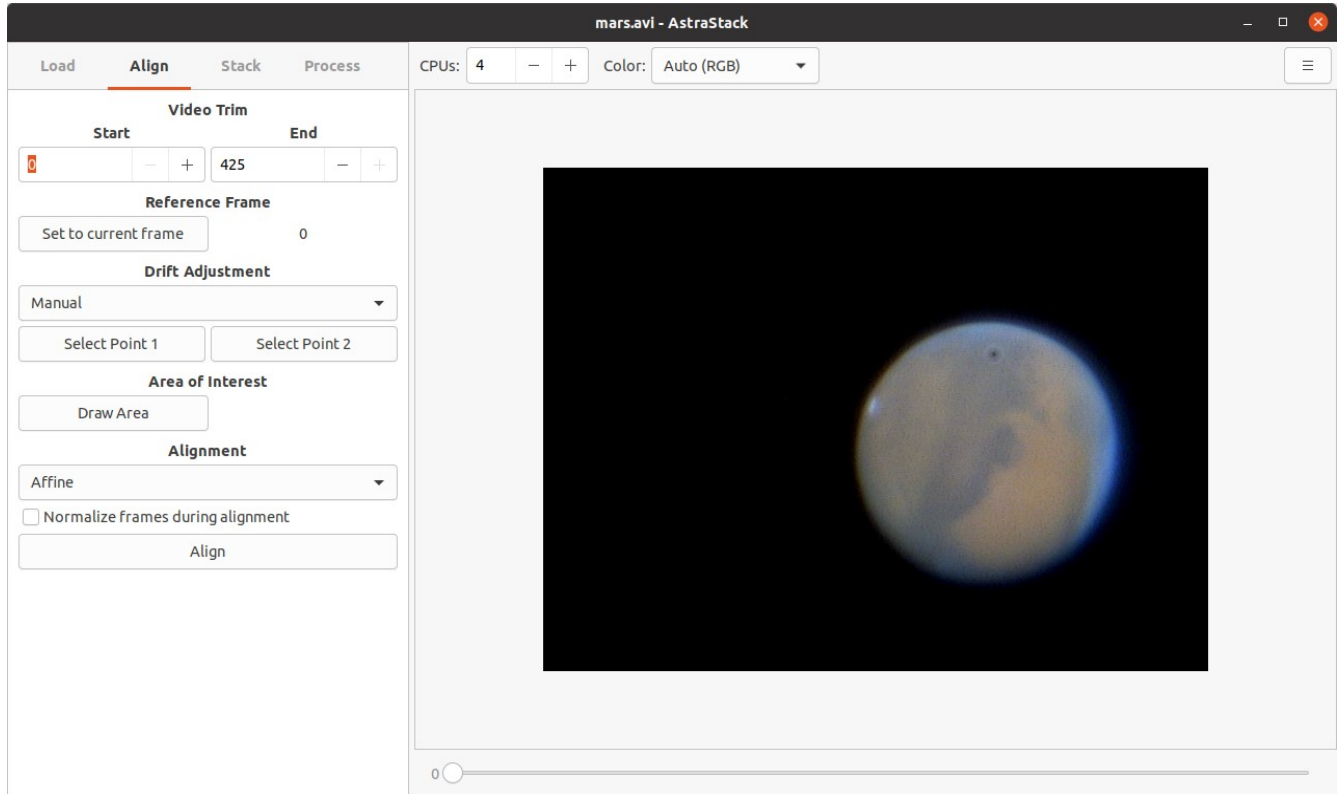 mars.avi - AstraStack
Load Align Stack Process
CPUs: 4 − + Color: Auto (RGB)
Video Trim
Start End
0 − + 425 − +
Reference Frame
Set to current frame 0
Drift Adjustment
Manual
Select Point 1 Select Point 2
Area of Interest
Draw Area
Alignment
Affine
Normalize frames during alignment
Align
0